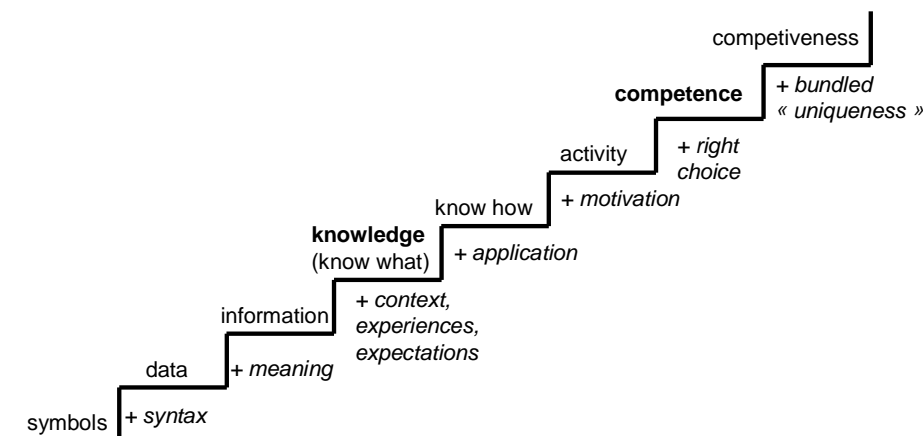 competiveness
+ bundled
« uniqueness »
competence
+ right
choice
activity
+ motivation
know how
+ application
knowledge
(know what)
+ context,
experiences,
expectations
information
+ meaning
data
+ syntax
symbols